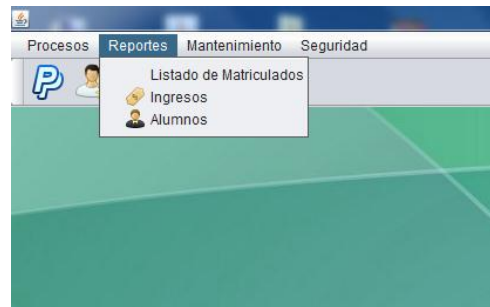 Procesos Reportes Mantenimiento Seguridad
Listado de Matriculados
Ingresos
Alumnos